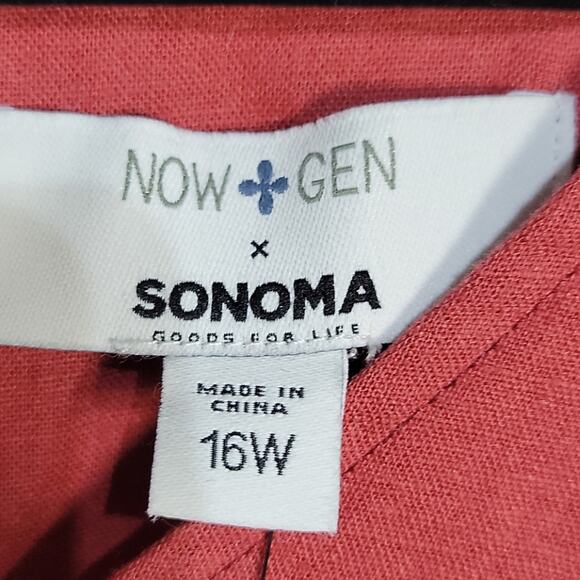 NOW GEN
×
SONOMA
GOODS FOR LIFE
MADE IN
CHINA
16W